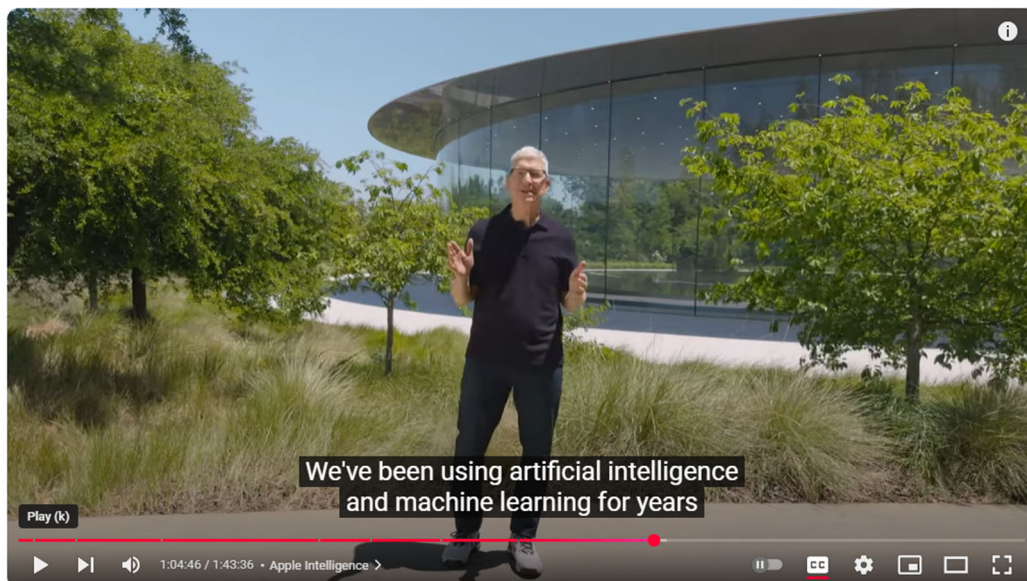 We've been using artificial intelligence
and machine learning for years
Play (k)
1:04:46 / 1:43:36 • Apple Intelligence
CC